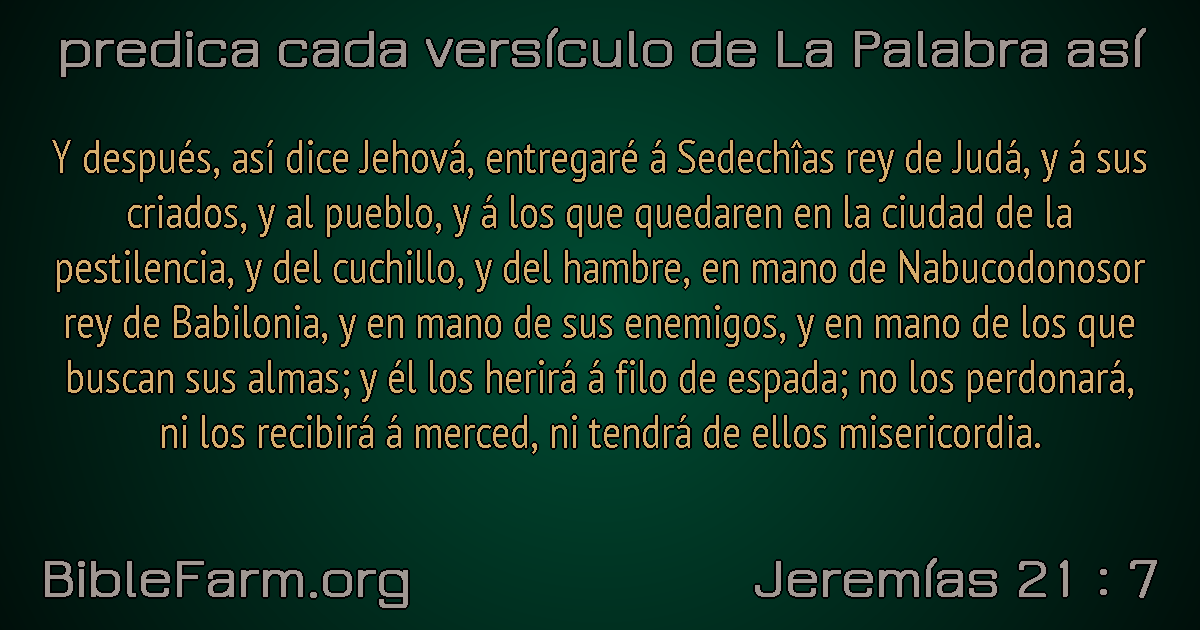 predica cada versículo de La Palabra así
Y después, así dice Jehová, entregaré á Sedechîas rey de Judá, y á sus
criados, y al pueblo, y á los que quedaren en la ciudad de la
pestilencia, y del cuchillo, y del hambre, en mano de Nabucodonosor
rey de Babilonia, y en mano de sus enemigos, y en mano de los que
buscan sus almas; y él los herirá á filo de espada; no los perdonará,
ni los recibirá á merced, ni tendrá de ellos misericordia.
BibleFarm.org
Jeremías 21 : 7